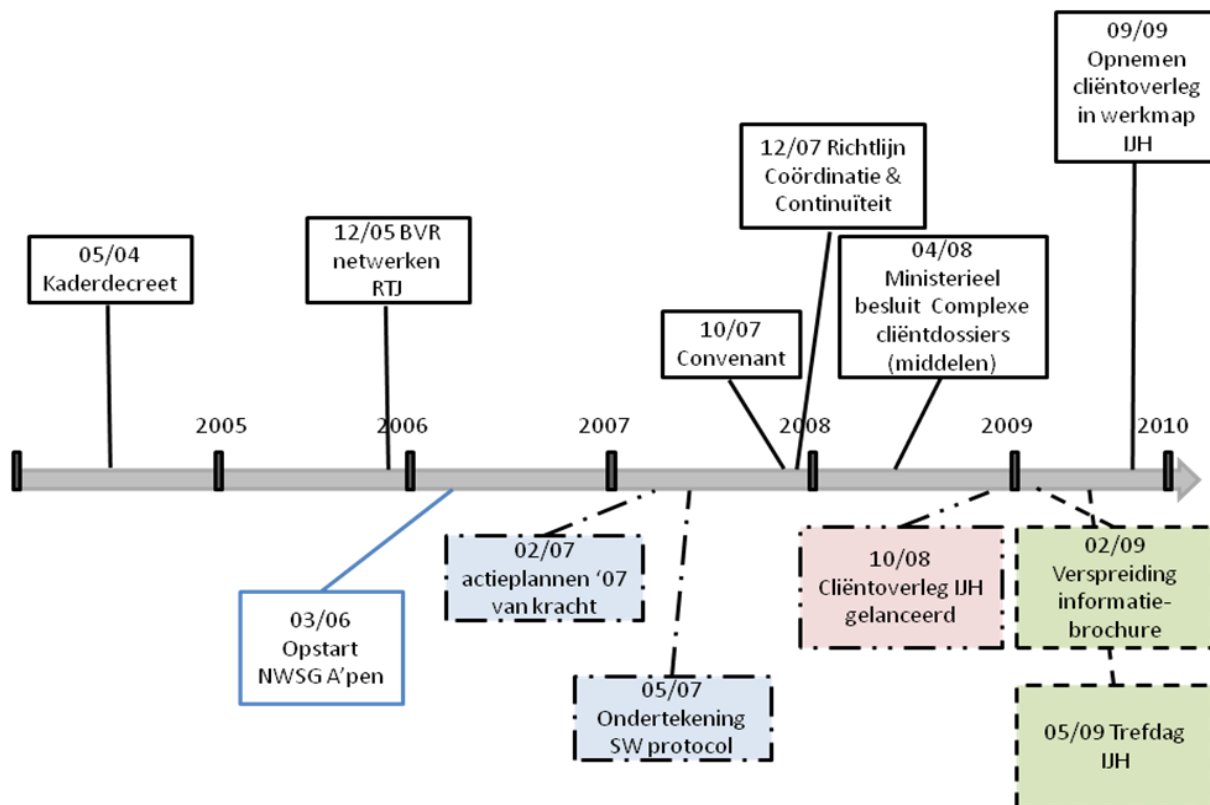 09/09
Opnemen
cliëntoverleg
in werkmap
IJH
12/07 Richtlijn
Coördinatie &
Continuïteit
05/04
Kaderdecreet
12/05 BVR
netwerken
RTJ
04/08
Ministerieel
besluit Complexe
cliëntdossiers
(middelen)
10/07
Convenant
2005
2006
2007
2008
2009
2010
02/07
actieplannen ‘07
van kracht
10/08
Cliëntoverleg IJH
gelanceerd
02/09
Verspreiding
informatie-
brochure
03/06
Opstart
NWSG A’pen
05/07
Ondertekening
SW protocol
05/09 Trefdag
IJH